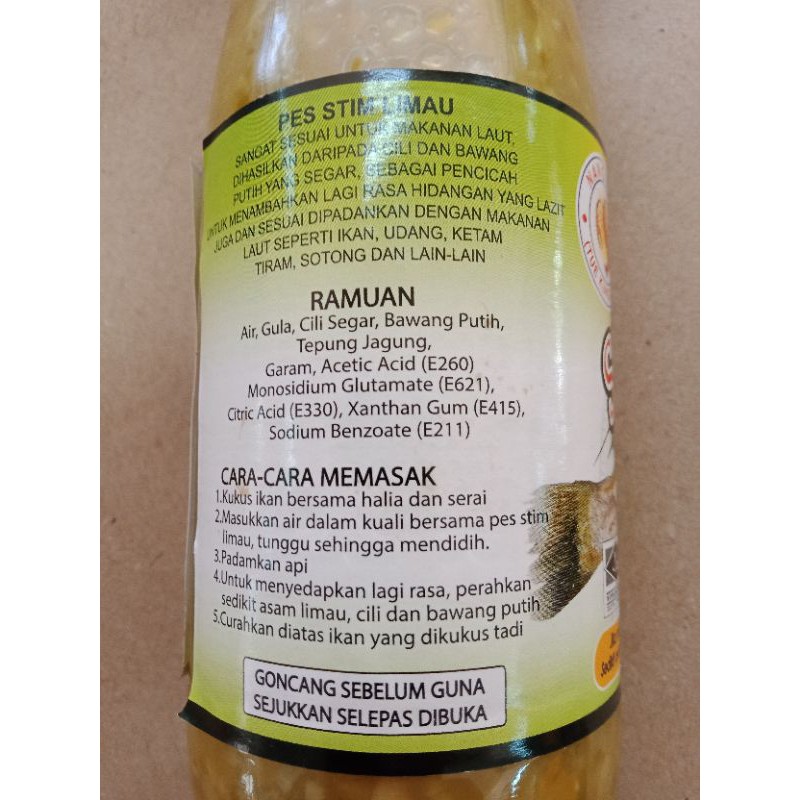 PES STIM LIMAU
SANGAT SESUAI UNTUK MAKANAN LAUT,
DIHASILKAN DARIPADA CILI DAN BAWANG
PUTIH YANG SEGAR, SEBAGAI PENCICAH
UNTUK MENAMBAHKAN LAGI RASA HIDANGAN YANG LAZIT
JUGA DAN SESUAI DIPADANKAN DENGAN MAKANAN
LAUT SEPERTI IKAN, UDANG, KETAM
TIRAM, SOTONG DAN LAIN-LAIN
RAMUAN
Air, Gula, Cili Segar, Bawang Putih,
Tepung Jagung,
Garam, Acetic Acid (E260)
Monosidium Glutamate (E621),
Citric Acid (E330), Xanthan Gum (E415),
Sodium Benzoate (E211)
CARA-CARA MEMASAK
1.Kukus ikan bersama halia dan serai
2.Masukkan air dalam kuali bersama pes stim
limau, tunggu sehingga mendidih.
3.Padamkan api
4.Untuk menyedapkan lagi rasa, perahkan
sedikit asam limau, cili dan bawang putih
5.Curahkan diatas ikan yang dikukus tadi
GONCANG SEBELUM GUNA
SEJUKKAN SELEPAS DIBUKA